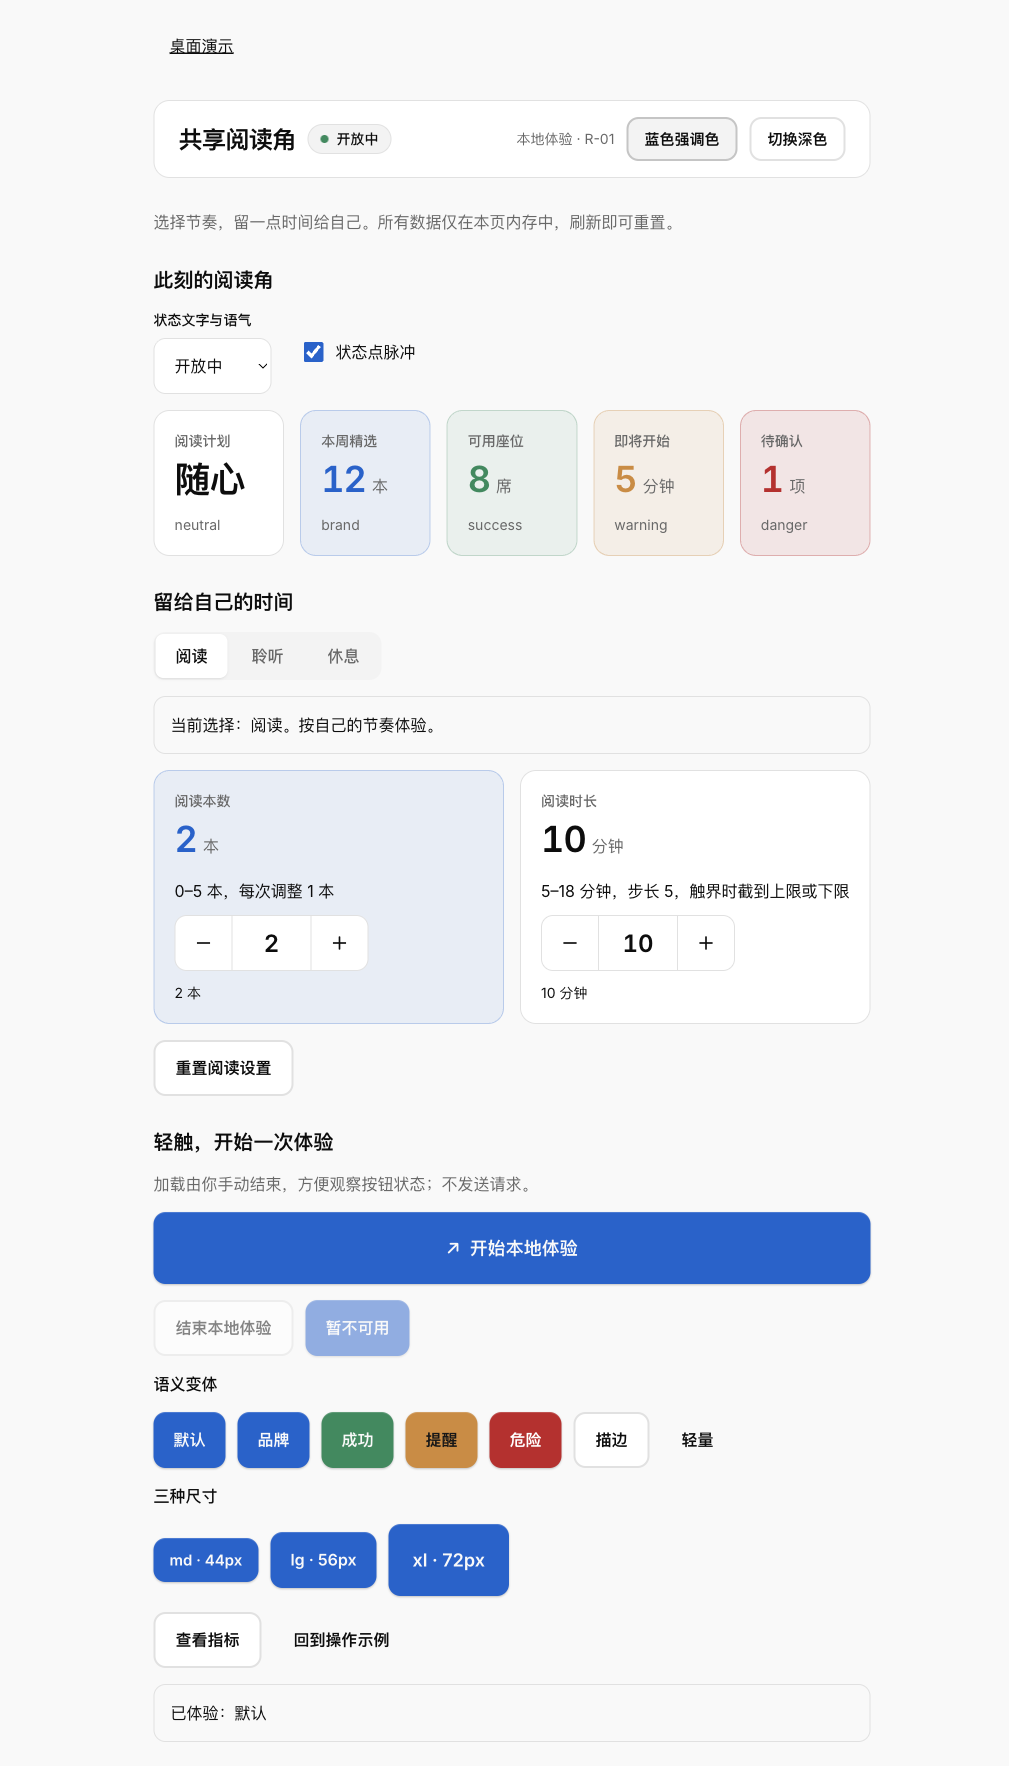 桌面演示
共享阅读角 开放中 本地体验 · R-01 蓝色强调色 切换深色
选择节奏，留一点时间给自己。所有数据仅在本页内存中，刷新即可重置。
此刻的阅读角
状态文字与语气
开放中 状态点脉冲
阅读计划 本周精选 可用座位 即将开始 待确认
随心 12 本 8 席 5 分钟 1 项
neutral brand success warning danger
留给自己的时间
阅读 聆听 休息
当前选择：阅读。按自己的节奏体验。
阅读本数 阅读时长
2 本 10 分钟
0–5 本，每次调整 1 本 5–18 分钟，步长 5，触界时截到上限或下限
− 2 + − 10 +
2 本 10 分钟
重置阅读设置
轻触，开始一次体验
加载由你手动结束，方便观察按钮状态；不发送请求。
↗ 开始本地体验
结束本地体验 暂不可用
语义变体
默认 品牌 成功 提醒 危险 描边 轻量
三种尺寸
md · 44px lg · 56px xl · 72px
查看指标 回到操作示例
已体验：默认